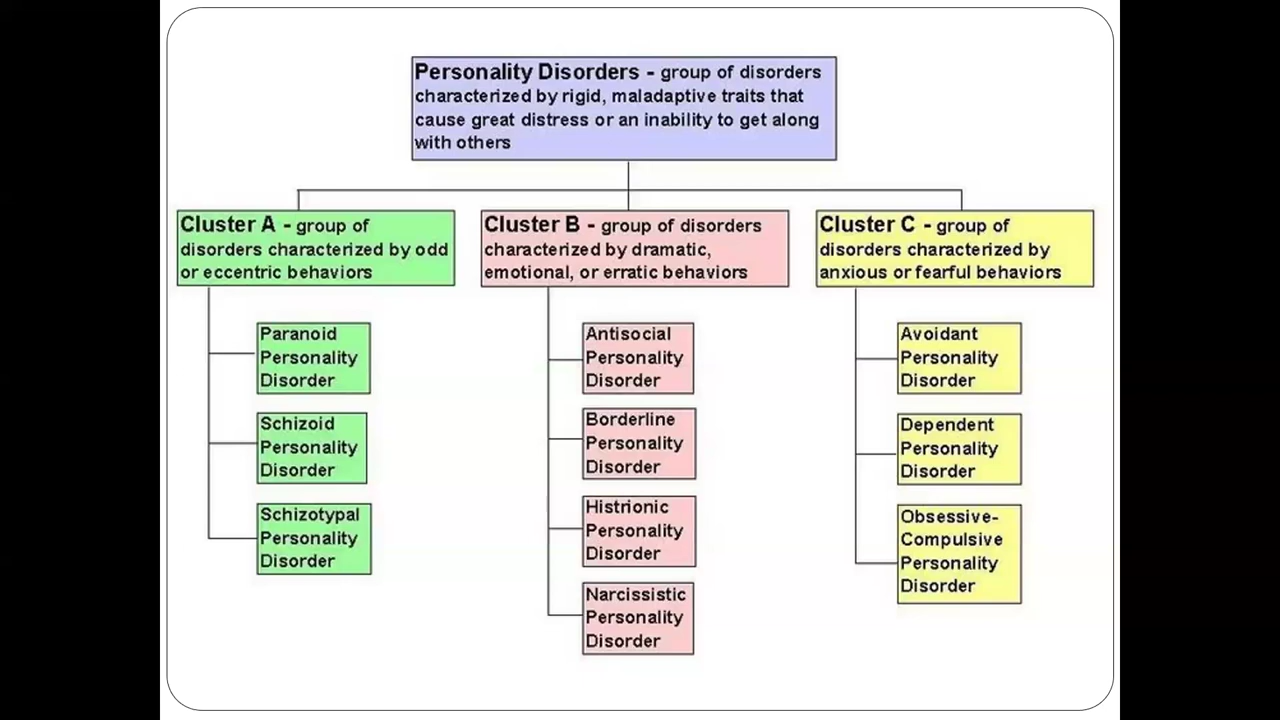 Personality Disorders - group of disorders
characterized by rigid, maladaptive traits that
cause great distress or an inability to get along
with others
Cluster A - group of
disorders characterized by odd
or eccentric behaviors
Paranoid
Personality
Disorder
Schizoid
Personality
Disorder
Schizotypal
Personality
Disorder
Cluster B - group of disorders
characterized by dramatic,
emotional, or erratic behaviors
Antisocial
Personality
Disorder
Borderline
Personality
Disorder
Histrionic
Personality
Disorder
Narcissistic
Personality
Disorder
Cluster C - group of
disorders characterized by
anxious or fearful behaviors
Avoidant
Personality
Disorder
Dependent
Personality
Disorder
Obsessive-
Compulsive
Personality
Disorder